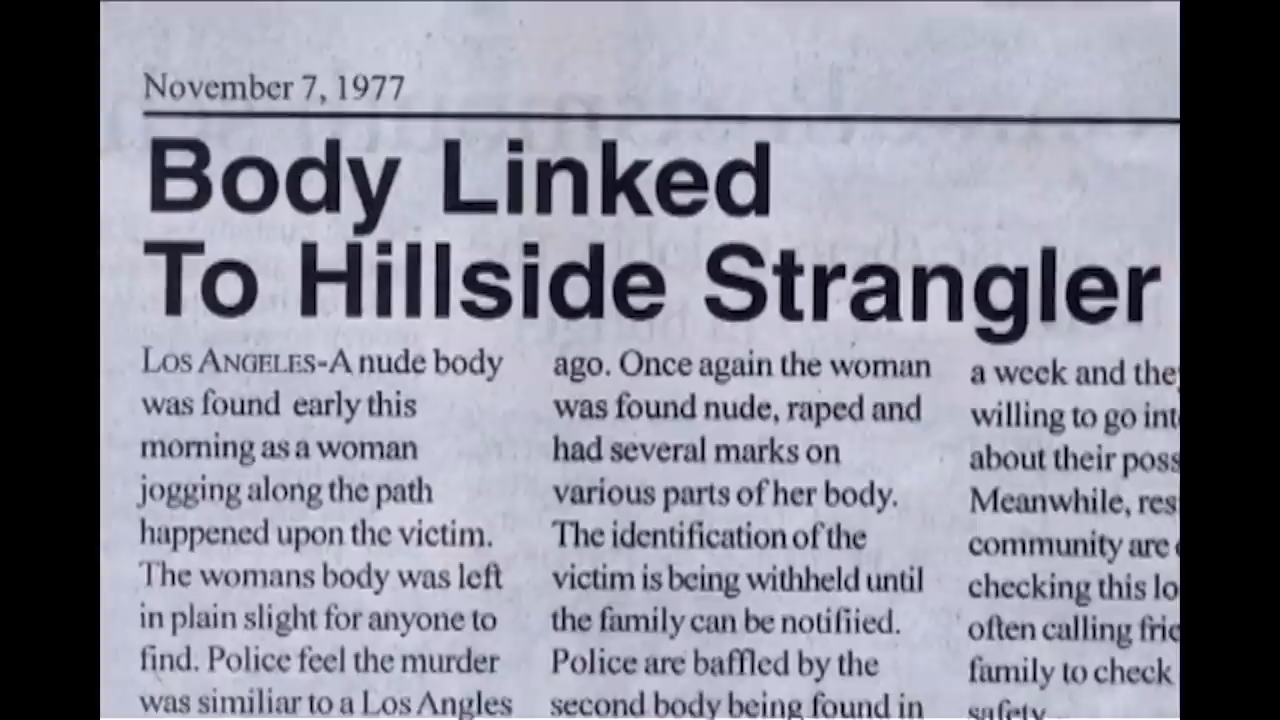 November 7, 1977
Body Linked
To Hillside Strangler
LOS ANGELES-A nude body
was found early this
morning as a woman
jogging along the path
happened upon the victim.
The womans body was left
in plain slight for anyone to
find. Police feel the murder
was similiar to a Los Angles
ago. Once again the woman
was found nude, raped and
had several marks on
various parts of her body.
The identification of the
victim is being withheld until
the family can be notifiied.
Police are baffled by the
second body being found in
a week and they
willing to go
about their
Meanwhile,
community are
checking this
often calling
family to check
safety